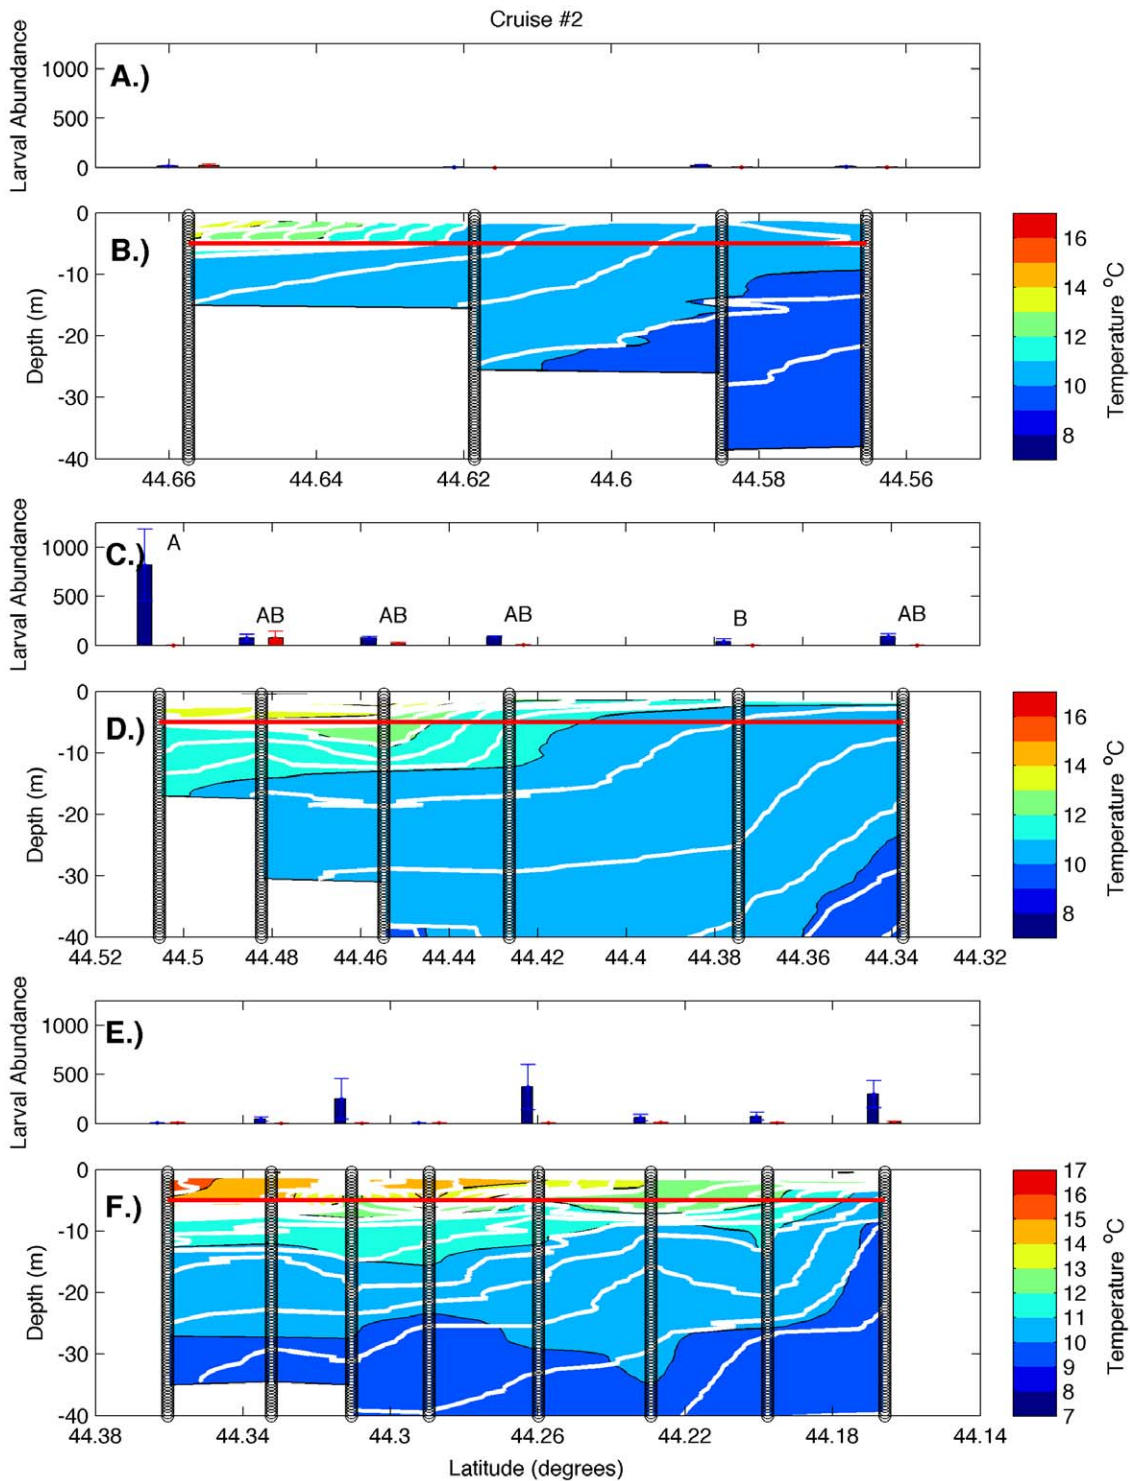 Cruise #2
Larval Abundance
1000
500
0
A.)
0
-10
-20
-30
-40
Depth (m)
B.)
44.66 44.64 44.62 44.6 44.58 44.56
16
14
12
10
8
Temperature °C
Larval Abundance
1000
500
0
C.)
A
AB
AB
AB
B
AB
0
-10
-20
-30
-40
Depth (m)
D.)
44.52 44.5 44.48 44.46 44.44 44.42 44.4 44.38 44.36 44.34 44.32
16
14
12
10
8
Temperature °C
Larval Abundance
1000
500
0
E.)
0
-10
-20
-30
-40
Depth (m)
F.)
44.38 44.34 44.3 44.26 44.22 44.18 44.14
Latitude (degrees)
17
16
15
14
13
12
11
10
9
8
7
Temperature °C